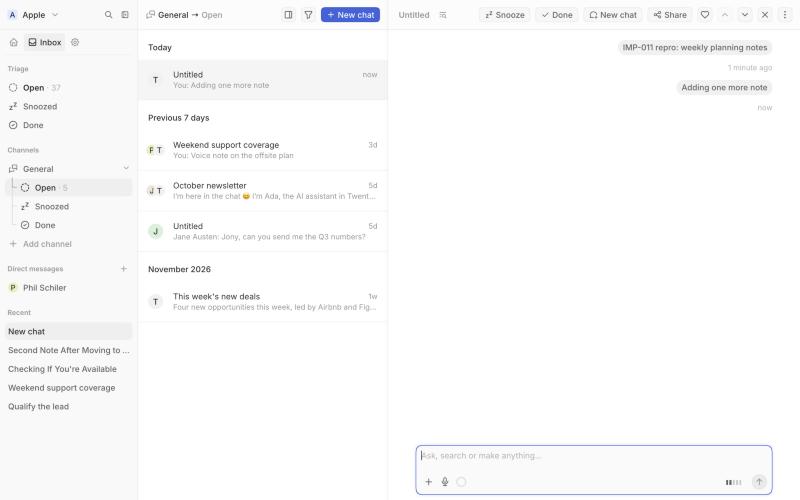 Apple
Inbox
Triage
Open · 37
Snoozed
Done
Channels
General
Open · 5
Snoozed
Done
Add channel
Direct messages
Phil Schiler
Recent
New chat
Second Note After Moving to ...
Checking If You're Available
Weekend support coverage
Qualify the lead
General → Open
New chat
Today
T
Untitled
now
You: Adding one more note
Previous 7 days
P T
Weekend support coverage
3d
You: Voice note on the offsite plan
J T
October newsletter
5d
I'm here in the chat 😄 I'm Ada, the AI assistant in Twent...
J
Untitled
5d
Jane Austen: Jony, can you send me the Q3 numbers?
November 2026
T
This week's new deals
1w
Four new opportunities this week, led by Airbnb and Fig...
Untitled
Snooze
Done
New chat
Share
IMP-011 repro: weekly planning notes
1 minute ago
Adding one more note
now
Ask, search or make anything...